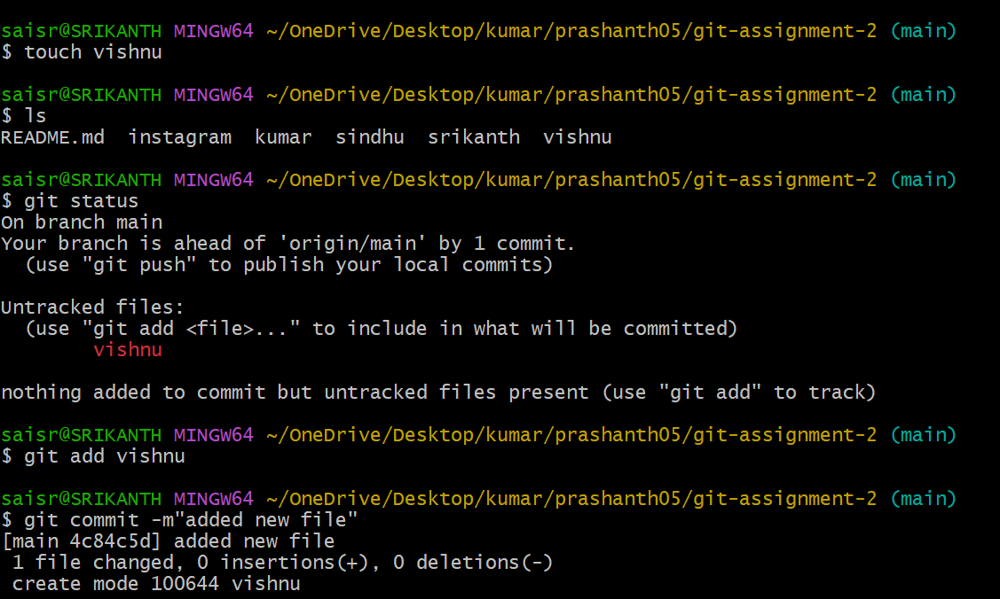 saisr@SRIKANTH MINGW64 ~/OneDrive/Desktop/kumar/prashanth05/git-assignment-2 (main)
$ touch vishnu
saisr@SRIKANTH MINGW64 ~/OneDrive/Desktop/kumar/prashanth05/git-assignment-2 (main)
$ ls
README.md  instagram  kumar  sindhu  srikanth  vishnu
saisr@SRIKANTH MINGW64 ~/OneDrive/Desktop/kumar/prashanth05/git-assignment-2 (main)
$ git status
On branch main
Your branch is ahead of 'origin/main' by 1 commit.
  (use "git push" to publish your local commits)
Untracked files:
  (use "git add <file>..." to include in what will be committed)
        vishnu
nothing added to commit but untracked files present (use "git add" to track)
saisr@SRIKANTH MINGW64 ~/OneDrive/Desktop/kumar/prashanth05/git-assignment-2 (main)
$ git add vishnu
saisr@SRIKANTH MINGW64 ~/OneDrive/Desktop/kumar/prashanth05/git-assignment-2 (main)
$ git commit -m"added new file"
[main 4c84c5d] added new file
 1 file changed, 0 insertions(+), 0 deletions(-)
 create mode 100644 vishnu